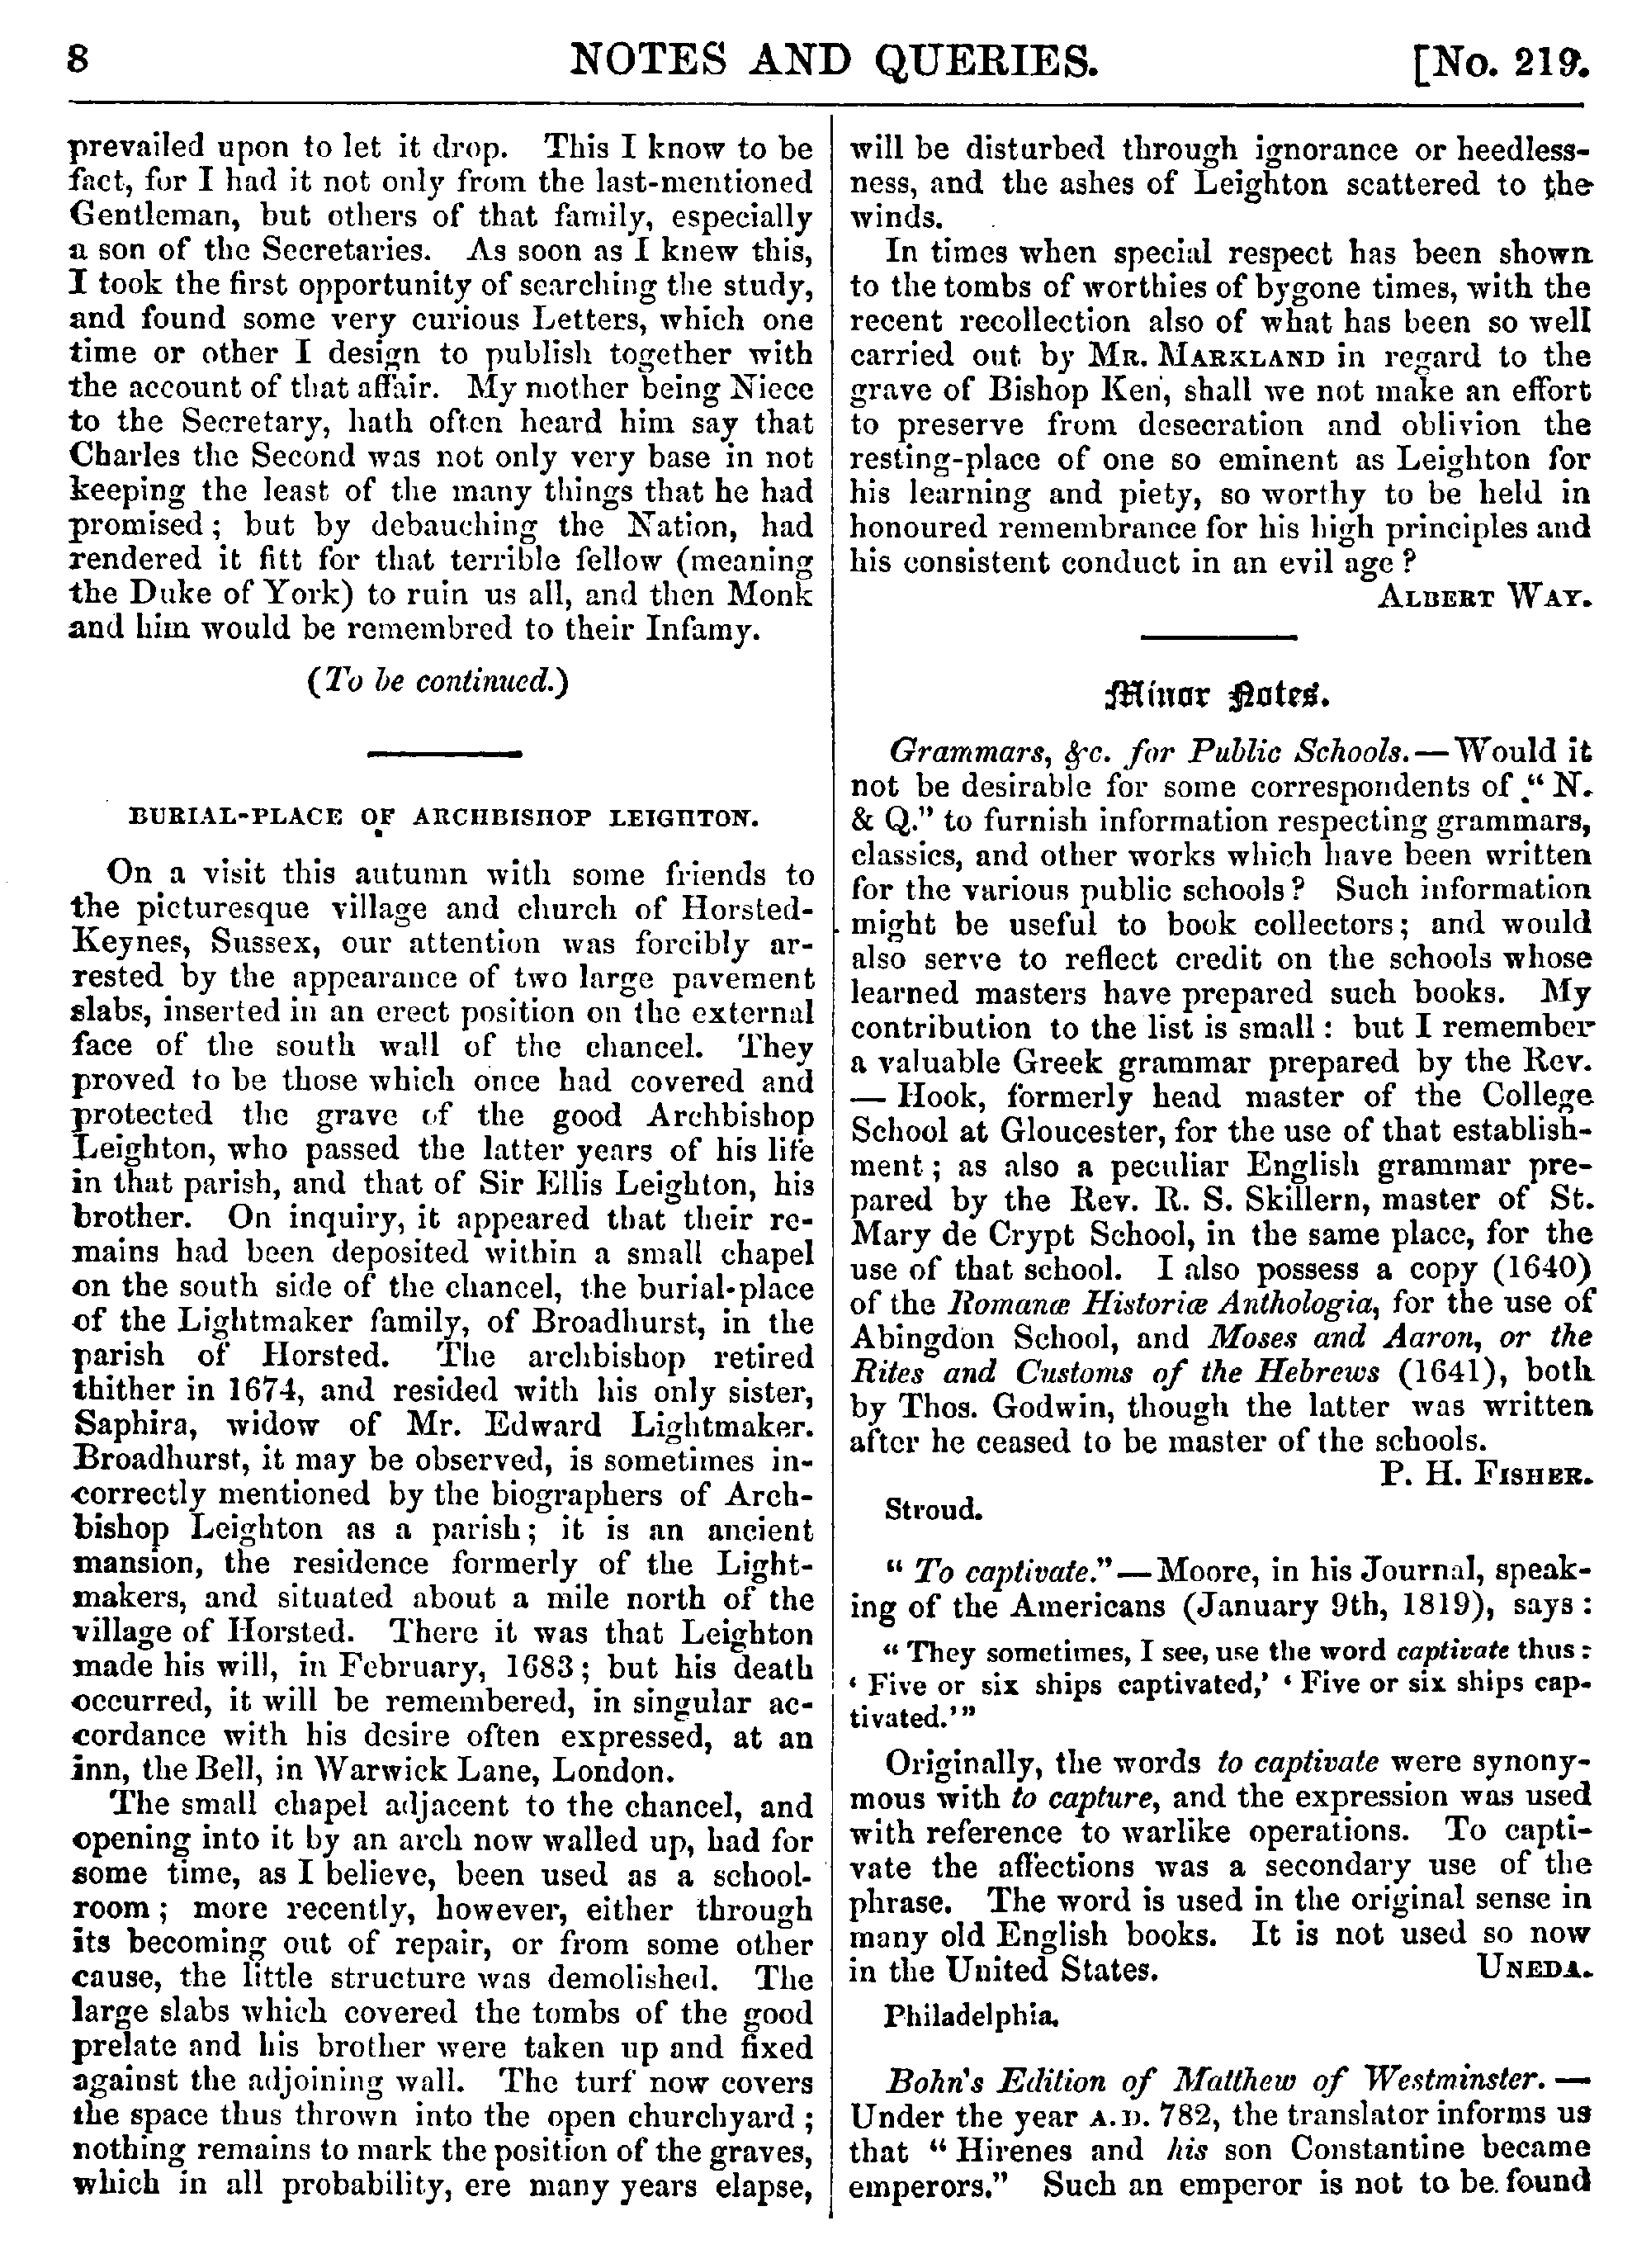 8
NOTES AND QUERIES.
[No. 219.
prevailed upon to let it drop. This I know to be
fact, for I had it not only from the last-mentioned
Gentleman, but others of that family, especially
a son of the Secretaries. As soon as I knew this,
I took the first opportunity of searching the study,
and found some very curious Letters, which one
time or other I design to publish together with
the account of that affair. My mother being Niece
to the Secretary, hath often heard him say that
Charles the Second was not only very base in not
keeping the least of the many things that he had
promised; but by debauching the Nation, had
rendered it fitt for that terrible fellow (meaning
the Duke of York) to ruin us all, and then Monk
and him would be remembred to their Infamy.
(To be continued.)
BURIAL-PLACE OF ARCHBISHOP LEIGHTON.
On a visit this autumn with some friends to
the picturesque village and church of Horsted-
Keynes, Sussex, our attention was forcibly ar-
rested by the appearance of two large pavement
slabs, inserted in an erect position on the external
face of the south wall of the chancel. They
proved to be those which once had covered and
protected the grave of the good Archbishop
Leighton, who passed the latter years of his life
in that parish, and that of Sir Ellis Leighton, his
brother. On inquiry, it appeared that their re-
mains had been deposited within a small chapel
on the south side of the chancel, the burial-place
of the Lightmaker family, of Broadhurst, in the
parish of Horsted. The archbishop retired
thither in 1674, and resided with his only sister,
Saphira, widow of Mr. Edward Lightmaker.
Broadhurst, it may be observed, is sometimes in-
correctly mentioned by the biographers of Arch-
bishop Leighton as a parish; it is an ancient
mansion, the residence formerly of the Light-
makers, and situated about a mile north of the
village of Horsted. There it was that Leighton
made his will, in February, 1683; but his death
occurred, it will be remembered, in singular ac-
cordance with his desire often expressed, at an
inn, the Bell, in Warwick Lane, London.
The small chapel adjacent to the chancel, and
opening into it by an arch now walled up, had for
some time, as I believe, been used as a school-
room; more recently, however, either through
its becoming out of repair, or from some other
cause, the little structure was demolished. The
large slabs which covered the tombs of the good
prelate and his brother were taken up and fixed
against the adjoining wall. The turf now covers
the space thus thrown into the open churchyard;
nothing remains to mark the position of the graves,
which in all probability, ere many years elapse,
will be disturbed through ignorance or heedless-
ness, and the ashes of Leighton scattered to the
winds.
In times when special respect has been shown
to the tombs of worthies of bygone times, with the
recent recollection also of what has been so well
carried out by MR. MARKLAND in regard to the
grave of Bishop Ken, shall we not make an effort
to preserve from desecration and oblivion the
resting-place of one so eminent as Leighton for
his learning and piety, so worthy to be held in
honoured remembrance for his high principles and
his consistent conduct in an evil age?
ALBERT WAY.
Minor Notes.
Grammars, &c. for Public Schools.—Would it
not be desirable for some correspondents of "N.
& Q." to furnish information respecting grammars,
classics, and other works which have been written
for the various public schools? Such information
might be useful to book collectors; and would
also serve to reflect credit on the schools whose
learned masters have prepared such books. My
contribution to the list is small: but I remember
a valuable Greek grammar prepared by the Rev.
— Hook, formerly head master of the College
School at Gloucester, for the use of that establish-
ment; as also a peculiar English grammar pre-
pared by the Rev. R. S. Skillern, master of St.
Mary de Crypt School, in the same place, for the
use of that school. I also possess a copy (1640)
of the Romanæ Historiæ Anthologia, for the use of
Abingdon School, and Moses and Aaron, or the
Rites and Customs of the Hebrews (1641), both
by Thos. Godwin, though the latter was written
after he ceased to be master of the schools.
P. H. FISHER.
Stroud.
"To captivate."—Moore, in his Journal, speak-
ing of the Americans (January 9th, 1819), says:
"They sometimes, I see, use the word captivate thus:
'Five or six ships captivated,' 'Five or six ships cap-
tivated.'"
Originally, the words to captivate were synony-
mous with to capture, and the expression was used
with reference to warlike operations. To capti-
vate the affections was a secondary use of the
phrase. The word is used in the original sense in
many old English books. It is not used so now
in the United States. UNEDA.
Philadelphia.
Bohn's Edition of Matthew of Westminster.—
Under the year A.D. 782, the translator informs us
that "Hirenes and his son Constantine became
emperors." Such an emperor is not to be found